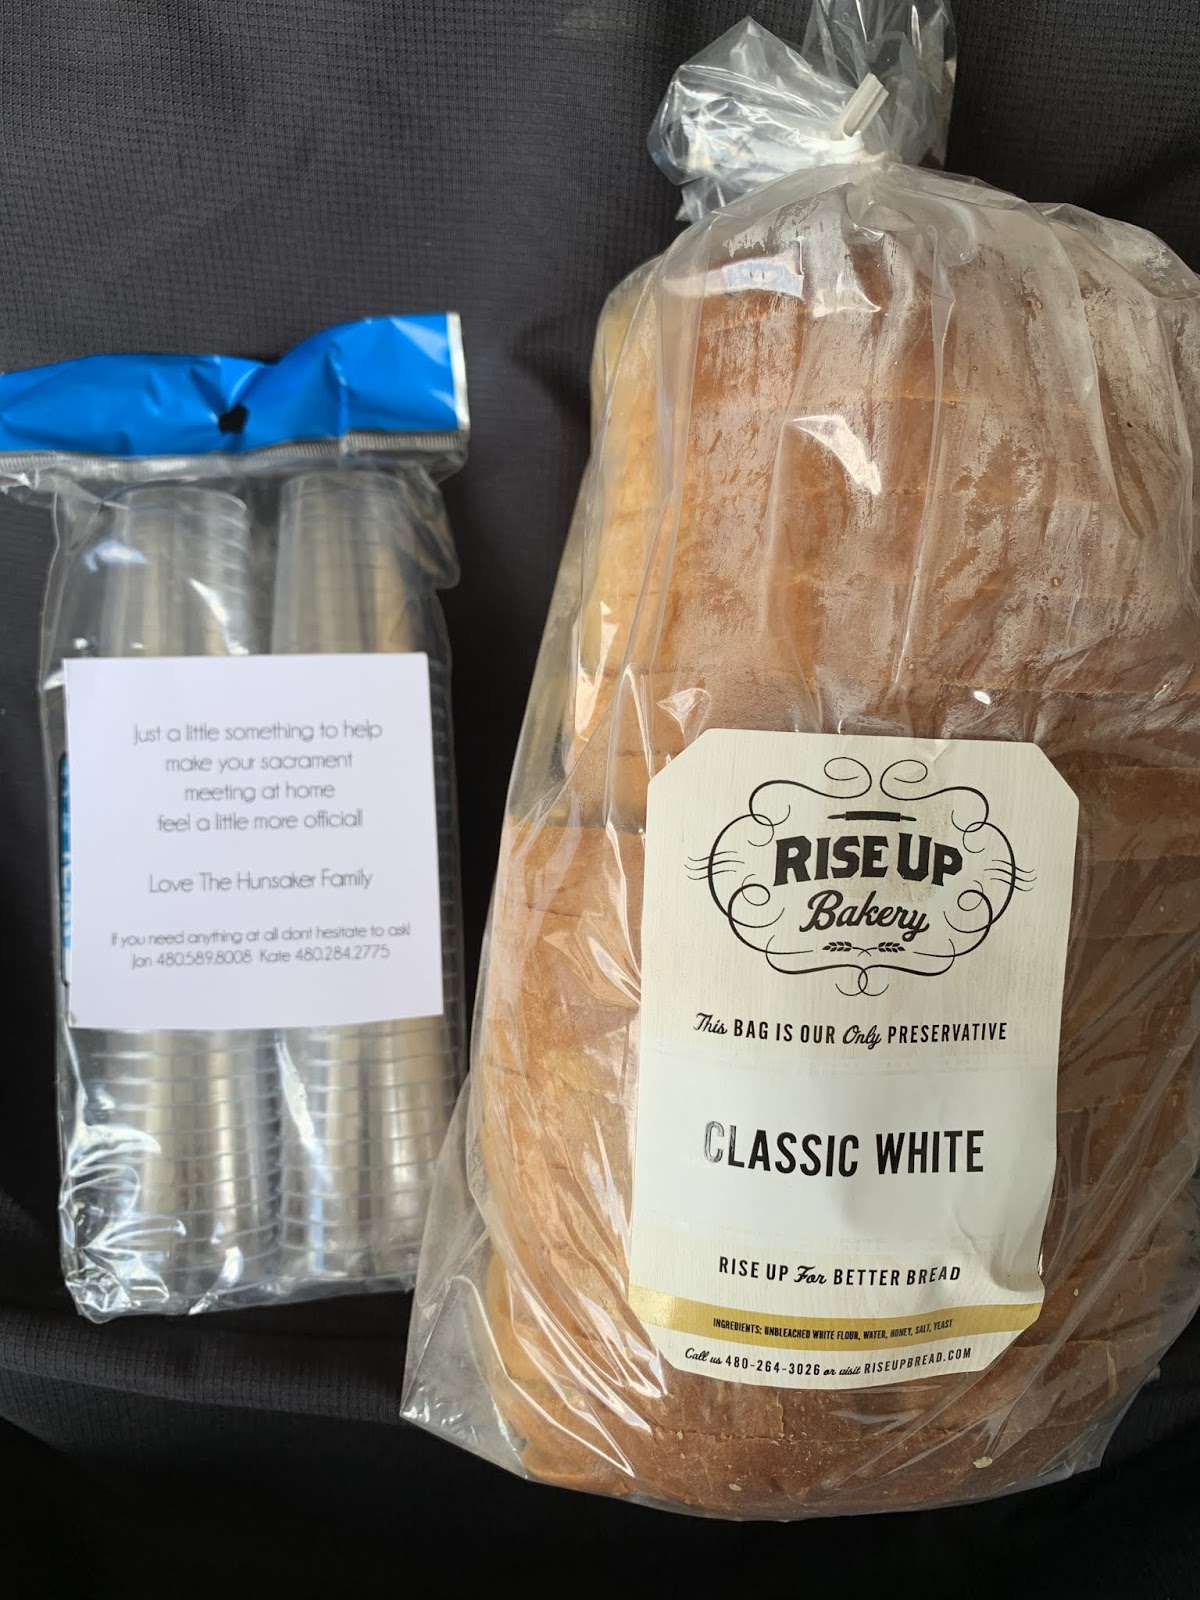 Just a little something to help
make your sacrament
meeting at home
feel a little more official!
Love The Hunsaker Family
If you need anything at all dont hesitate to ask!
Jon 480.589.8008 Kate 480.284.2775
RISE UP
Bakery
This BAG IS OUR Only PRESERVATIVE
CLASSIC WHITE
RISE UP For BETTER BREAD
INGREDIENTS: UNBLEACHED WHITE FLOUR, WATER, HONEY, SALT, YEAST
Call us 480-264-3026 or visit RISEUPBREAD.COM